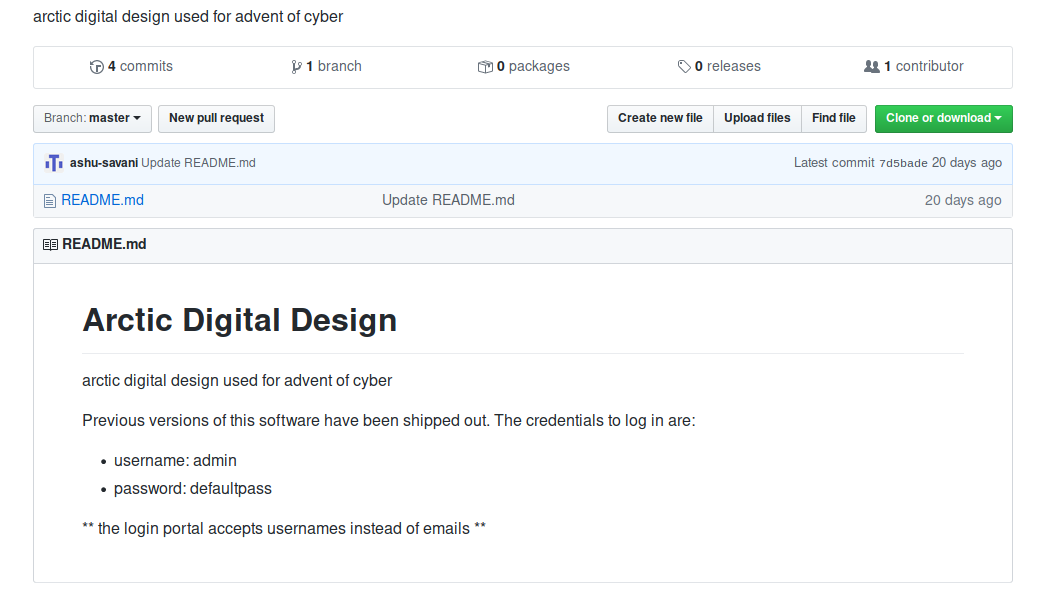 arctic digital design used for advent of cyber
4 commits 1 branch 0 packages 0 releases 1 contributor
Branch: master New pull request Create new file Upload files Find file Clone or download
ashu-savani Update README.md Latest commit 7d5bade 20 days ago
README.md Update README.md 20 days ago
README.md
Arctic Digital Design
arctic digital design used for advent of cyber
Previous versions of this software have been shipped out. The credentials to log in are:
• username: admin
• password: defaultpass
** the login portal accepts usernames instead of emails **